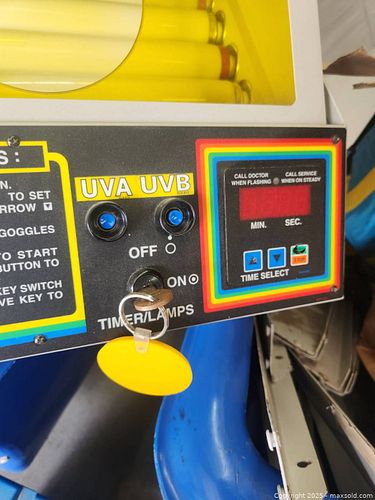 S:
N.
TO SET
RROW
GOGGLES
TO START
BUTTON TO
KEY SWITCH
VE KEY TO
UVA UVB
OFF
ON
TIMER/LAMPS
CALL DOCTOR
WHEN FLASHING
CALL SERVICE
WHEN ON STEADY
MIN. SEC.
TIME SELECT
Copyright © 2025 - maxsold.com